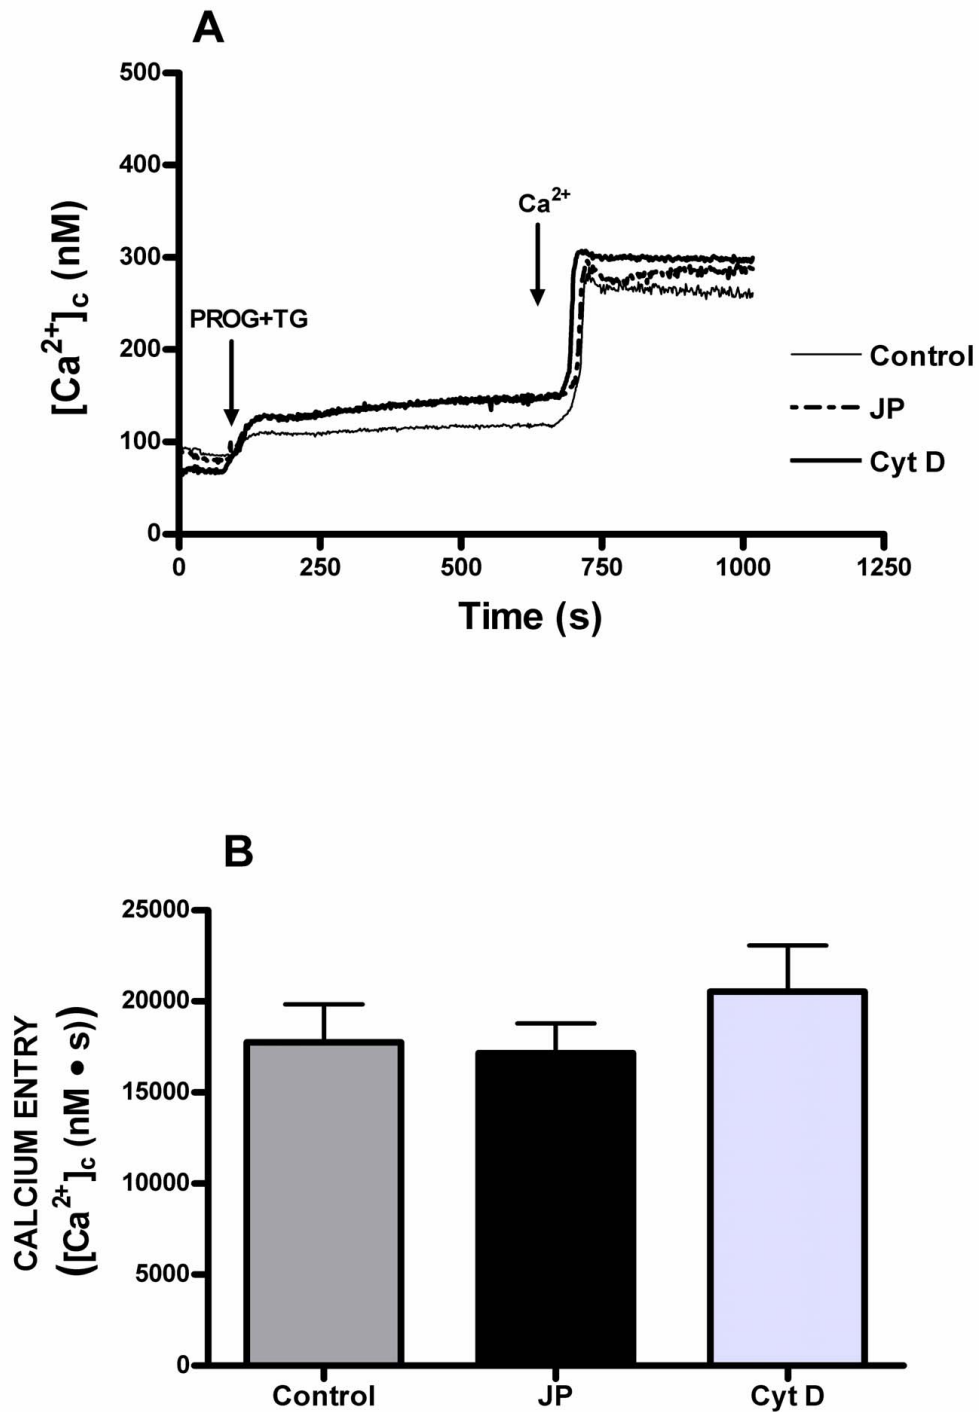 A
500
400
300
200
100
0
[Ca²⁺]c (nM)
PROG+TG
Ca²⁺
Control
JP
Cyt D
0 250 500 750 1000 1250
Time (s)
B
25000
20000
15000
10000
5000
0
CALCIUM ENTRY
([Ca²⁺]c (nM • s))
Control JP Cyt D